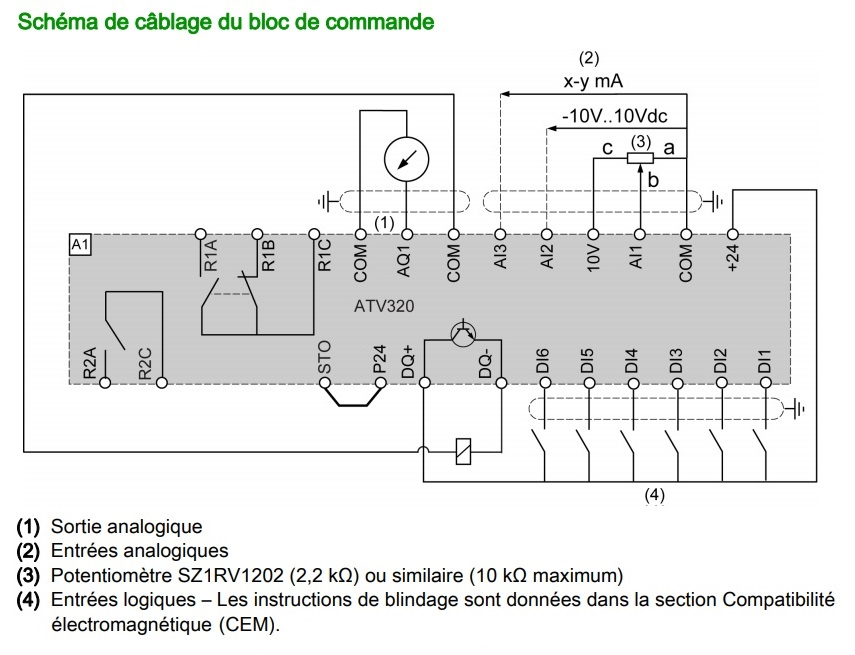 Schéma de câblage du bloc de commande
(2)
x-y mA
-10V..10Vdc
c (3) a
b
(1)
A1
R1A
R1B
R1C
COM
AQ1
COM
AI3
AI2
10V
AI1
COM
+24
ATV320
R2A
R2C
STO
P24
DQ+
DQ-
DI6
DI5
DI4
DI3
DI2
DI1
(4)
(1) Sortie analogique
(2) Entrées analogiques
(3) Potentiomètre SZ1RV1202 (2,2 kΩ) ou similaire (10 kΩ maximum)
(4) Entrées logiques – Les instructions de blindage sont données dans la section Compatibilité
électromagnétique (CEM).